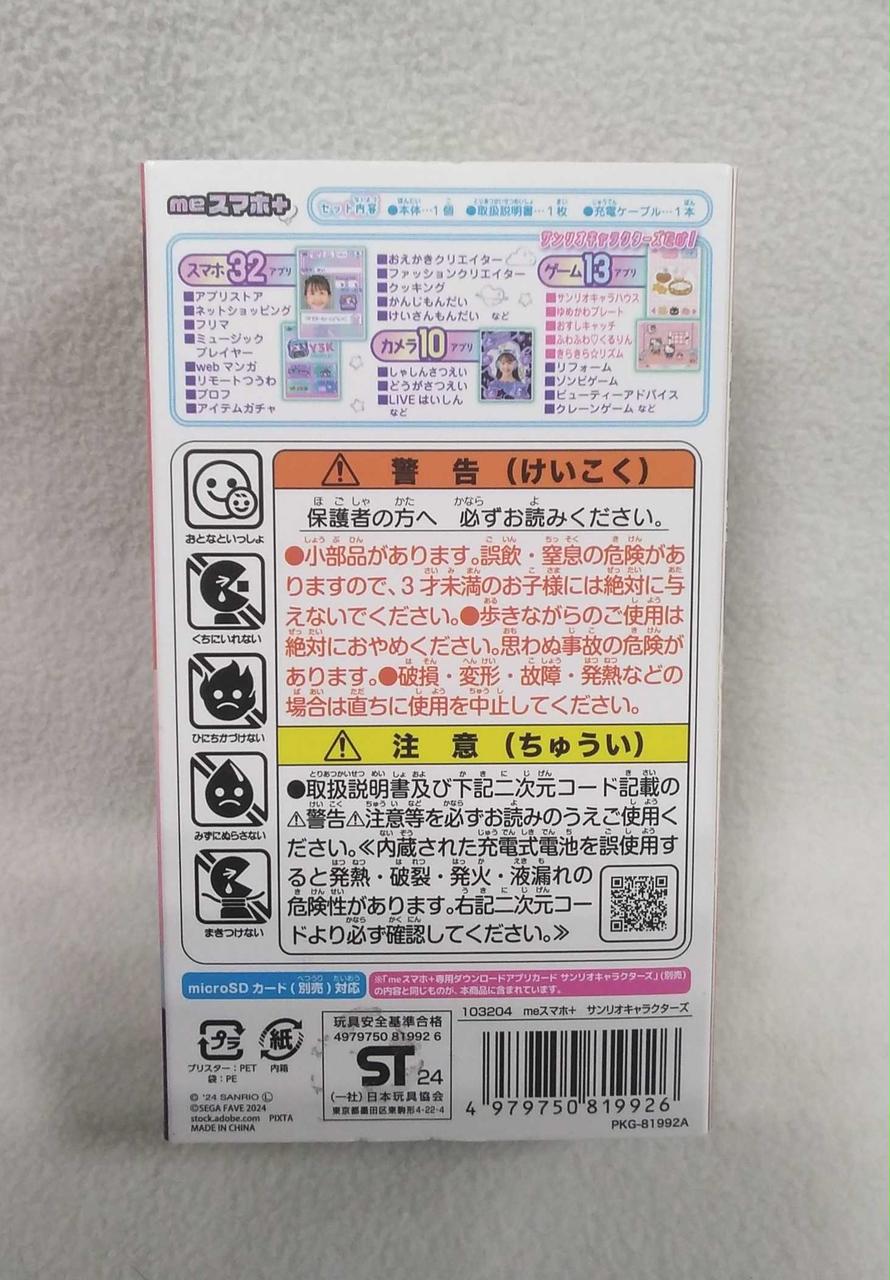 meスマホ+
セット内容 ●本体…1個 ●取扱説明書…1枚 ●充電ケーブル…1本
サンリオキャラクターズだけ！
スマホ32アプリ
■アプリストア
■ネットショッピング
■フリマ
■ミュージック
プレイヤー
■webマンガ
■リモートつうわ
■プロフ
■アイテムガチャ
■おえかきクリエイター
■ファッションクリエイター
■クッキング
■かんじもんだい
■けいさんもんだい など
カメラ10アプリ
■しゃしんさつえい
■どうがさつえい
■LIVEはいしん
など
ゲーム13アプリ
■サンリオキャラハウス
■ゆめかわプレート
■おすしキャッチ
■ふわふわ♡くるりん
■きらきら☆リズム
■リフォーム
■ゾンビゲーム
■ビューティーアドバイス
■クレーンゲーム など
おとなといっしょ
くちにいれない
ひにちかづけない
みずにぬらさない
まきつけない
⚠ 警告（けいこく）
保護者の方へ 必ずお読みください。
●小部品があります。誤飲・窒息の危険があ
りますので、3才未満のお子様には絶対に与
えないでください。●歩きながらのご使用は
絶対におやめください。思わぬ事故の危険が
あります。●破損・変形・故障・発熱などの
場合は直ちに使用を中止してください。
⚠ 注意（ちゅうい）
●取扱説明書及び下記二次元コード記載の
⚠警告⚠注意等を必ずお読みのうえご使用く
ださい。≪内蔵された充電式電池を誤使用す
ると発熱・破裂・発火・液漏れの
危険性があります。右記二次元コー
ドより必ず確認してください。≫
microSDカード(別売)対応
※「meスマホ+専用ダウンロードアプリカード サンリオキャラクターズ」(別売)
の内容と同じものが、本商品に含まれています。
プラ
ブリスター：PET
袋：PE
紙
内箱
© '24 SANRIO Ⓛ
©SEGA FAVE 2024
stock.adobe.com PIXTA
MADE IN CHINA
玩具安全基準合格
4979750 81992 6
ST 24
(一社)日本玩具協会
東京都墨田区東駒形4-22-4
103204 meスマホ+ サンリオキャラクターズ
4 979750 819926
PKG-81992A